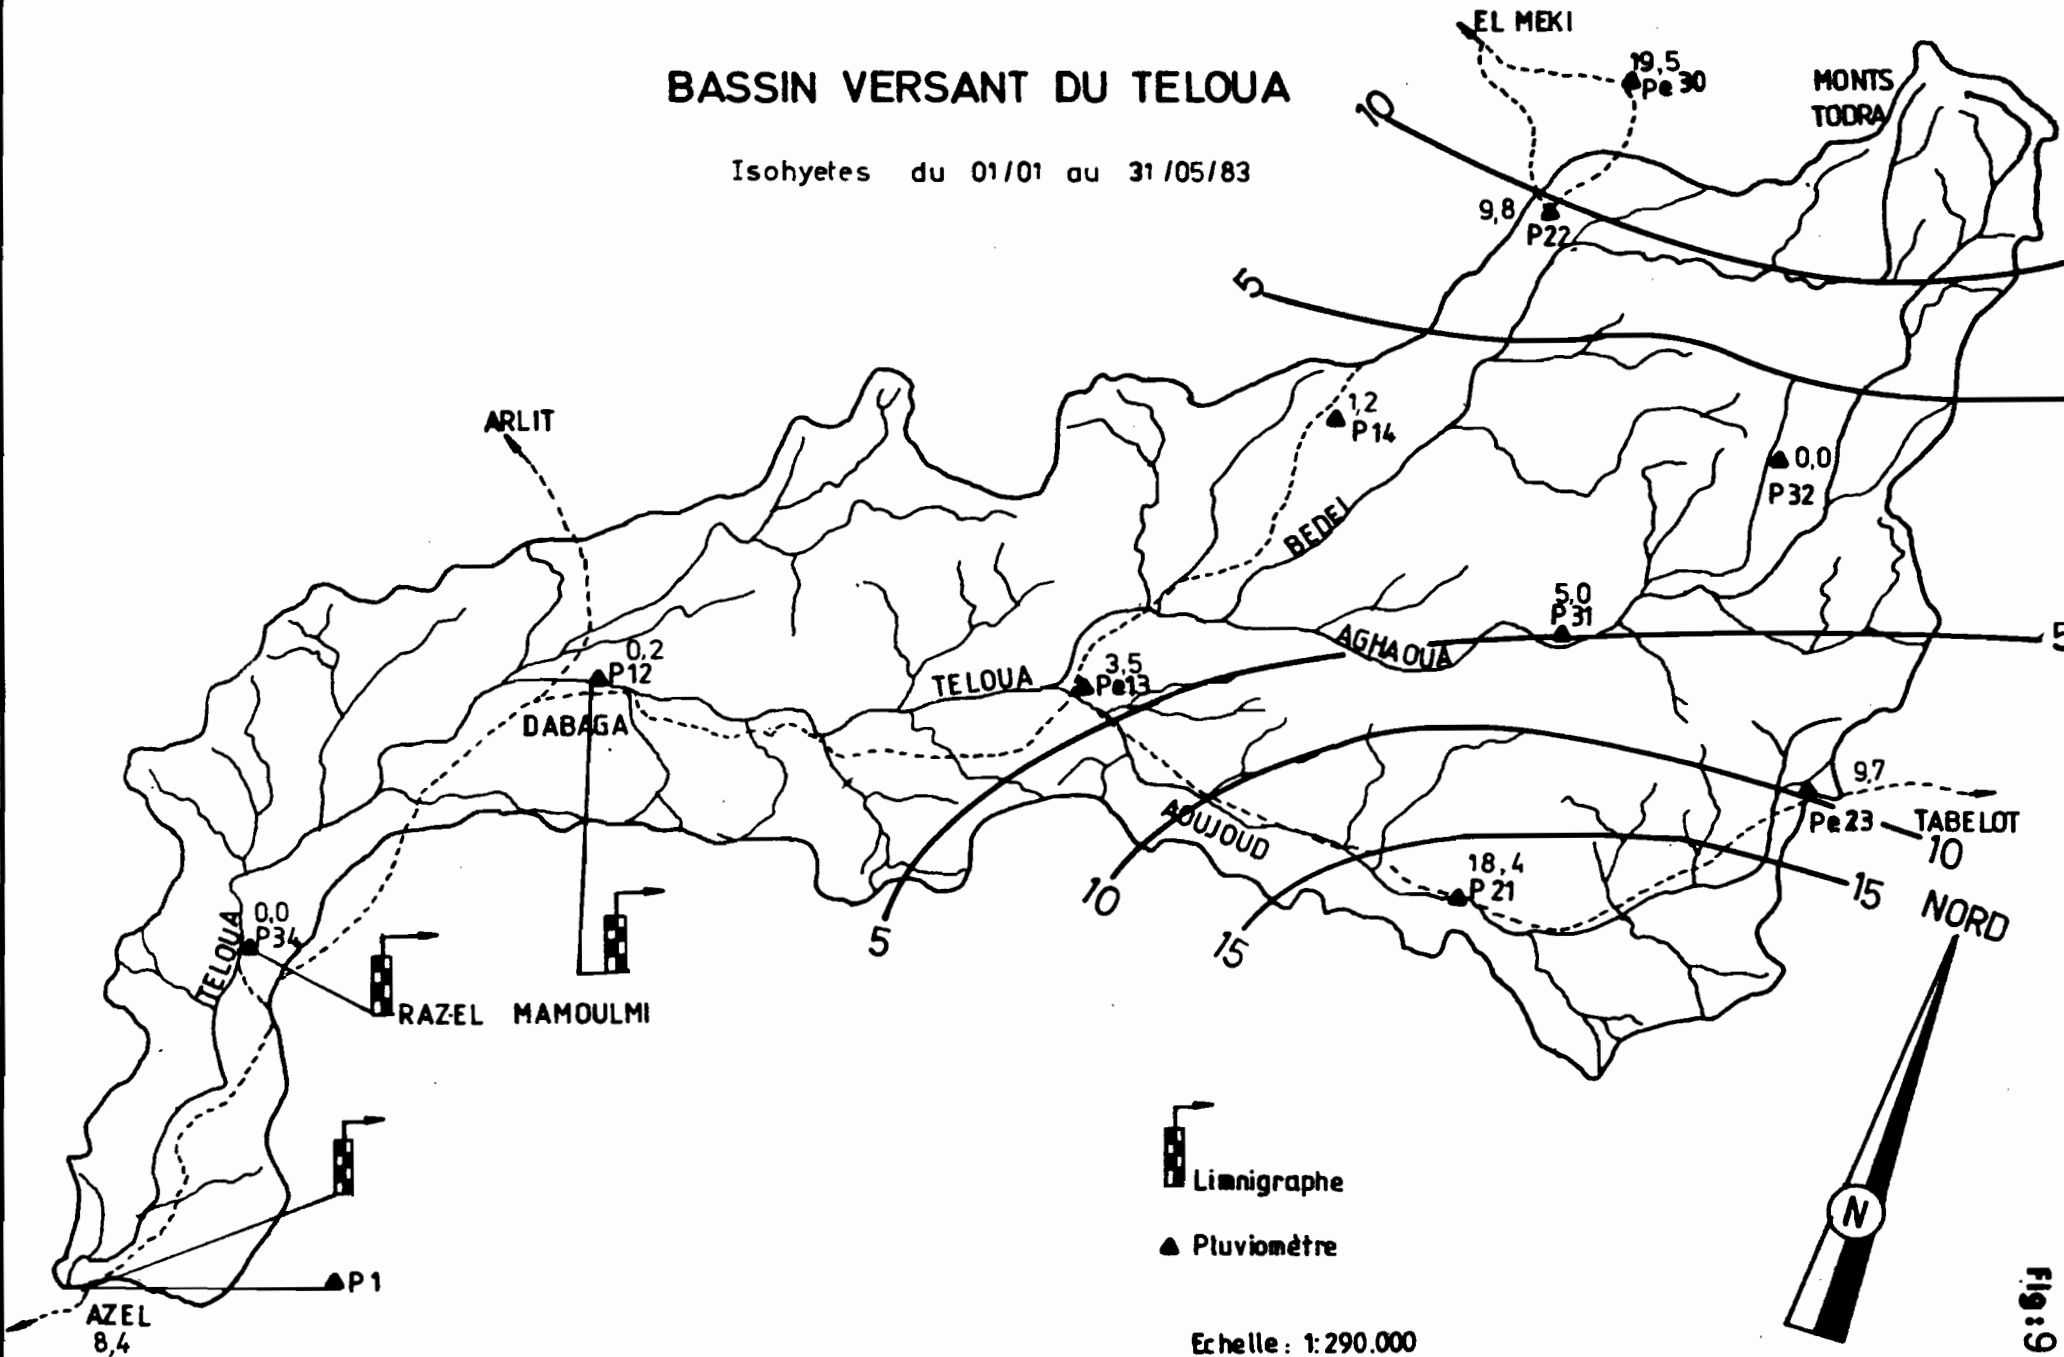 EL MEKI
BASSIN VERSANT DU TELOUA
Isohyetes du 01/01 au 31/05/83
19,5
Pe 30
MONTS
TODRA
10
9,8
P22
5
ARLIT
1,2
P14
0,0
P32
BEDEI
5,0
P31
AGHAOUA
5
0,2
P12
TELOUA
3,5
Pe13
DABAGA
9,7
TABELOT
Pe23
10
AOUJOUD
18,4
P 21
15
NORD
5
10
15
TELOUA
0,0
P34
RAZ-EL MAMOULMI
Limnigraphe
Pluviomètre
P1
AZEL
8,4
N
Echelle : 1:290.000
Fig:9